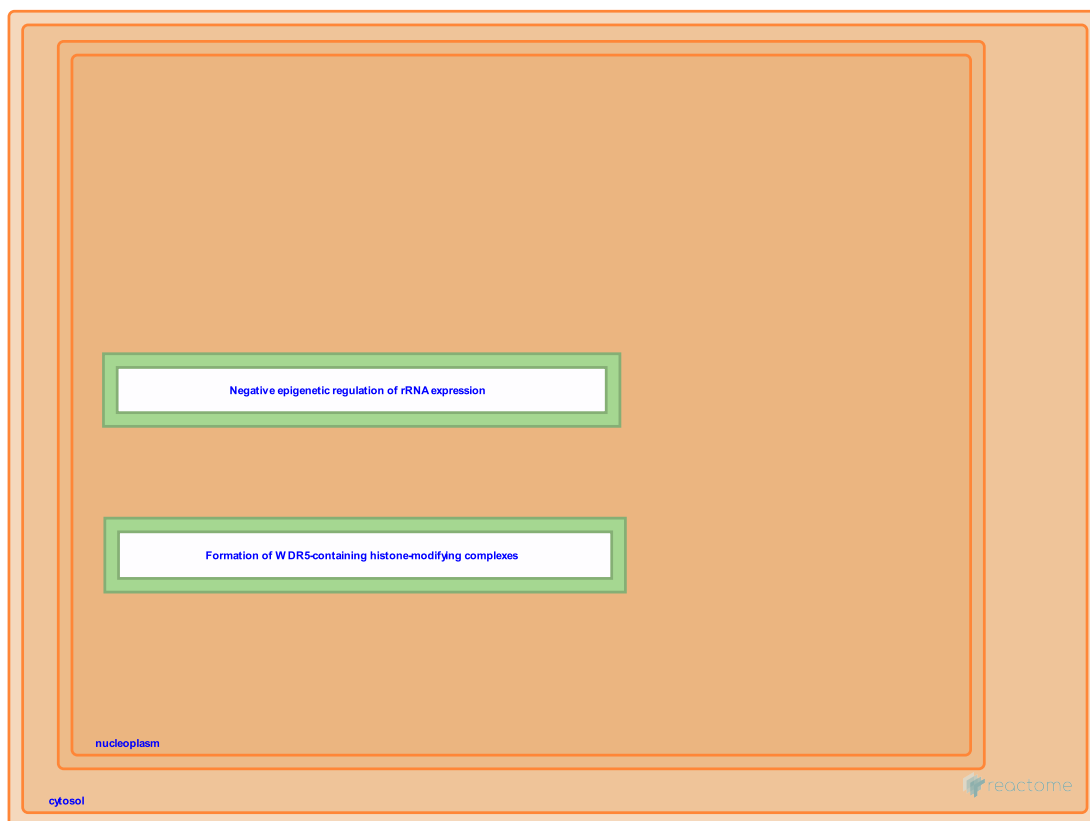 Negative epigenetic regulation of rRNA expression
Formation of WDR5-containing histone-modifying complexes
nucleoplasm
reactome
cytosol